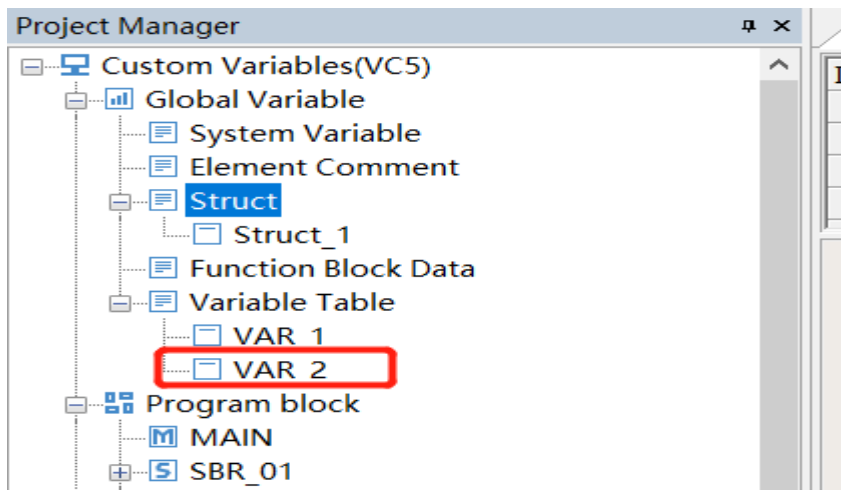 Project Manager
Custom Variables(VC5)
Global Variable
System Variable
Element Comment
Struct
Struct_1
Function Block Data
Variable Table
VAR_1
VAR_2
Program block
M MAIN
S SBR_01